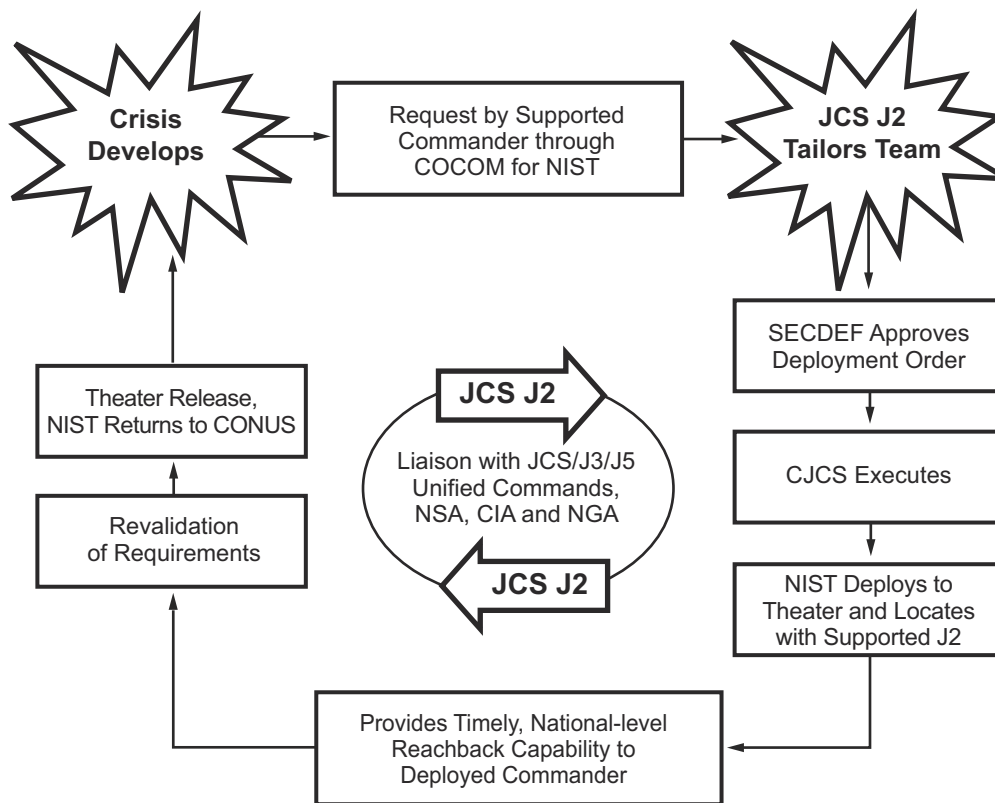 Crisis
Develops
Request by Supported
Commander through
COCOM for NIST
JCS J2
Tailors Team
SECDEF Approves
Deployment Order
CJCS Executes
NIST Deploys to
Theater and Locates
with Supported J2
Provides Timely, National-level
Reachback Capability to
Deployed Commander
Revalidation
of Requirements
Theater Release,
NIST Returns to CONUS
JCS J2
Liaison with JCS/J3/J5
Unified Commands,
NSA, CIA and NGA
JCS J2